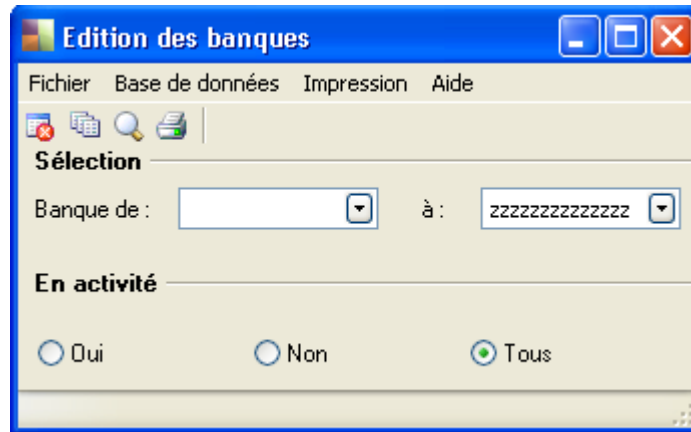 Edition des banques
Fichier Base de données Impression Aide
Sélection
Banque de : à : zzzzzzzzzzzzzz
En activité
Oui Non Tous